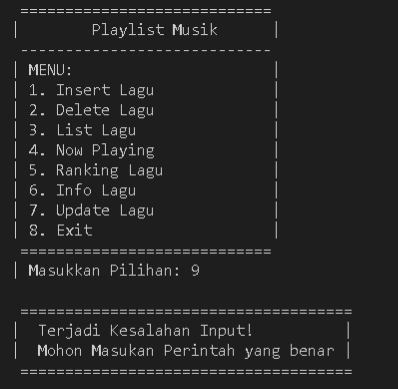 ===========================
|        Playlist Musik       |
---------------------------
| MENU:                       |
| 1. Insert Lagu              |
| 2. Delete Lagu              |
| 3. List Lagu                |
| 4. Now Playing              |
| 5. Ranking Lagu             |
| 6. Info Lagu                |
| 7. Update Lagu              |
| 8. Exit                     |
===========================
| Masukkan Pilihan: 9

====================================
|  Terjadi Kesalahan Input!          |
|  Mohon Masukan Perintah yang benar |
====================================